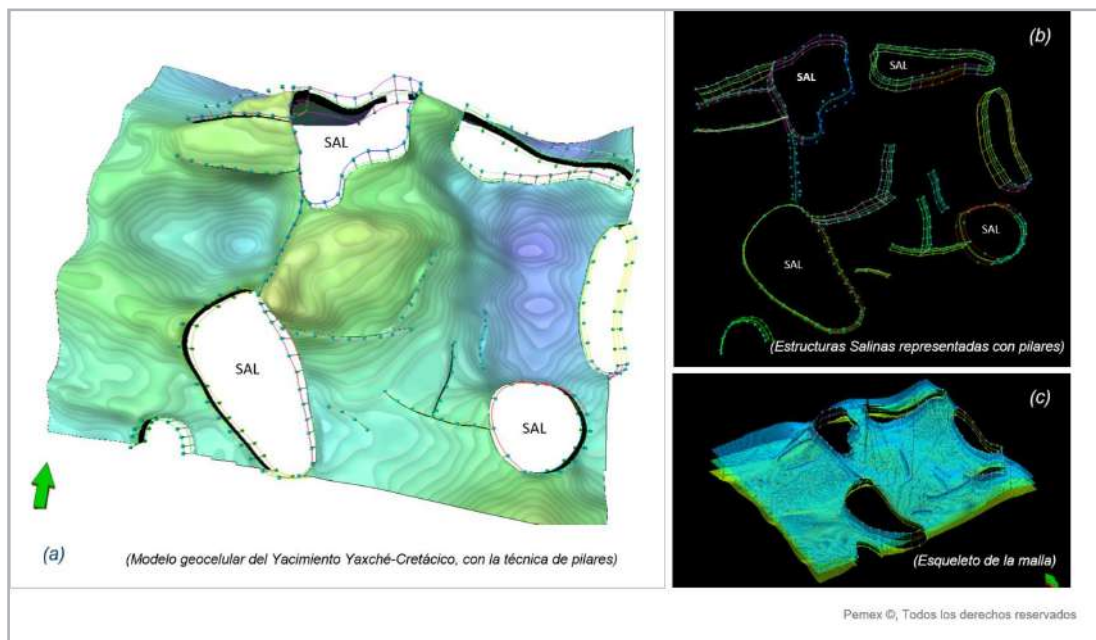 SAL
SAL
SAL
(a)
(Modelo geocelular del Yacimiento Yaxché-Cretácico, con la técnica de pilares)
(b)
SAL
SAL
SAL
SAL
(Estructuras Salinas representadas con pilares)
(c)
(Esqueleto de la malla)
Pemex ©, Todos los derechos reservados